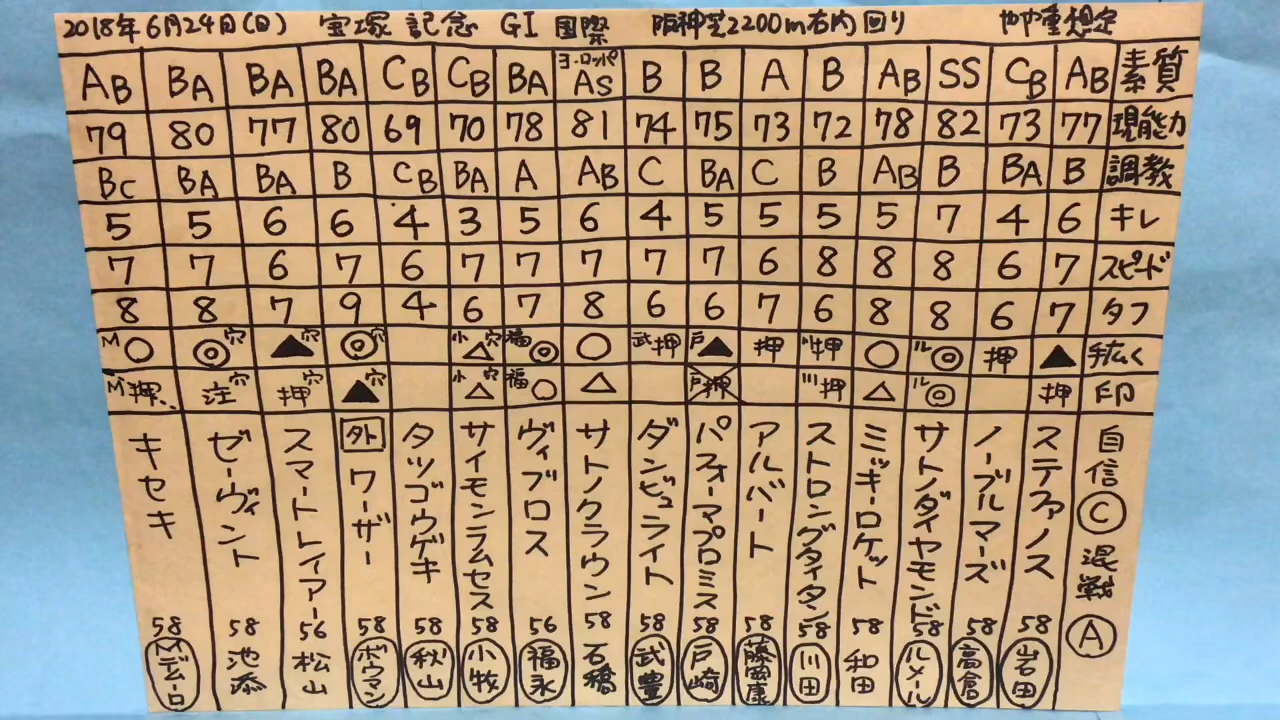 2018年6月24日(日) 宝塚記念 GI 国際 阪神芝2200m右内回り やや重想定
AB BA BA BA CB CB BA ヨーロッパ AS B B A B AB SS CB AB 素質
79 80 77 80 69 70 78 81 74 75 73 72 78 82 73 77 現能力
BC BA BA B CB BA A AB C BA C B AB B BA B 調教
5 5 6 6 4 3 5 6 4 5 5 5 5 7 4 6 キレ
7 7 6 7 6 7 7 7 7 7 6 8 8 8 6 7 スピード
8 8 7 9 4 6 7 8 6 6 7 6 8 8 6 7 タフ
M○ ◎穴 ▲穴 ◎穴 小△穴 福◎ ○ 武押 戸▲ 押 川押 ○ ル◎ 押 ▲ 手広く
M押 注穴 押穴 ▲穴 小△穴 福○ △ 戸押 川押 △ ル◎ 押 印
自信Ⓒ 混戦Ⓐ
ステファノス 58 岩田
ノーブルマーズ 58 高倉
サトノダイヤモンド 58 ルメール
ミッキーロケット 58 和田
ストロングタイタン 58 川田
アルバート 58 藤岡康
パフォーマプロミス 58 戸崎
ダンビュライト 58 武豊
サトノクラウン 58 石橋
ヴィブロス 56 福永
サイモンラムセス 58 小牧
タツゴウゲキ 58 秋山
外 ワーザー 58 ボウマン
スマートレイアー 56 松山
ゼーヴィント 58 池添
キセキ 58 Mデムーロ